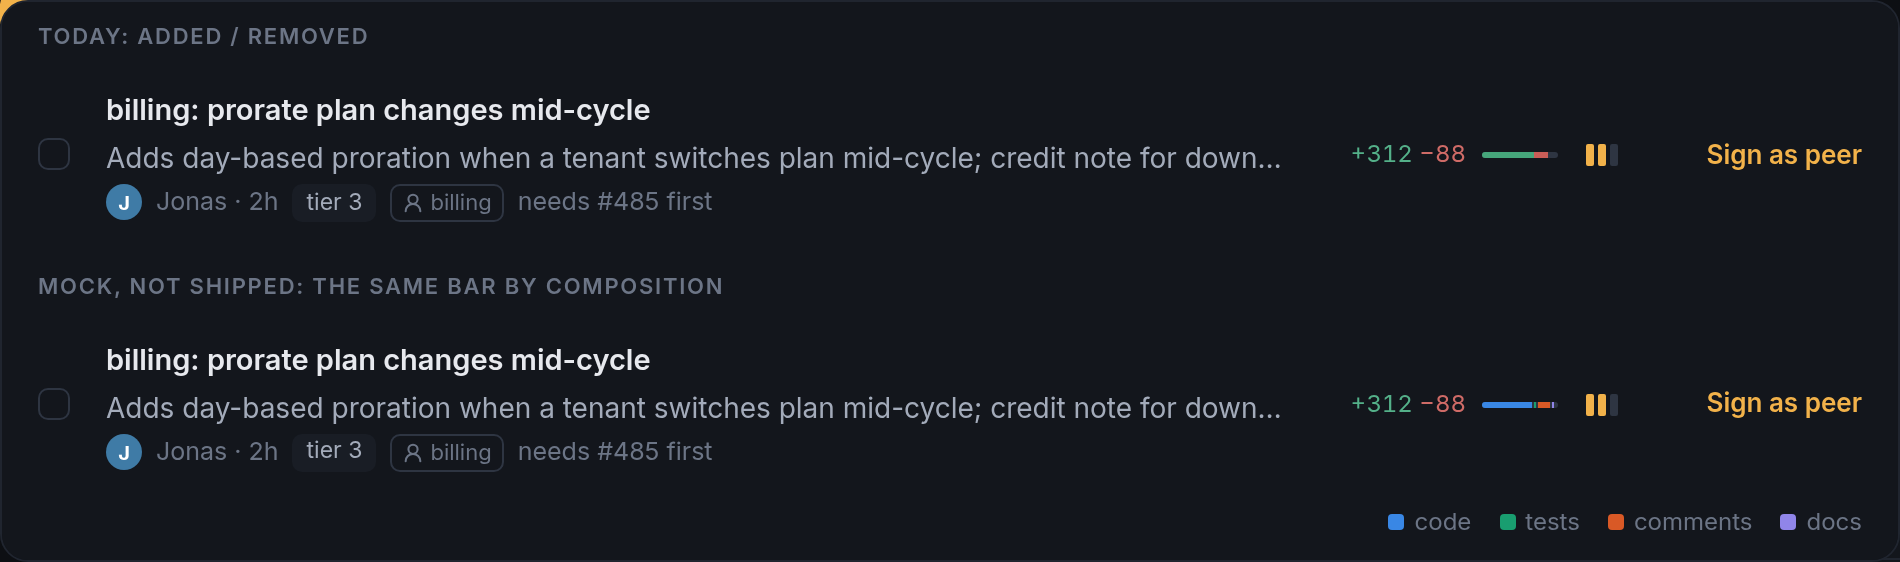 TODAY: ADDED / REMOVED
billing: prorate plan changes mid-cycle
Adds day-based proration when a tenant switches plan mid-cycle; credit note for down…
+312 −88
Sign as peer
J Jonas · 2h tier 3 billing needs #485 first
MOCK, NOT SHIPPED: THE SAME BAR BY COMPOSITION
billing: prorate plan changes mid-cycle
Adds day-based proration when a tenant switches plan mid-cycle; credit note for down…
+312 −88
Sign as peer
J Jonas · 2h tier 3 billing needs #485 first
code tests comments docs